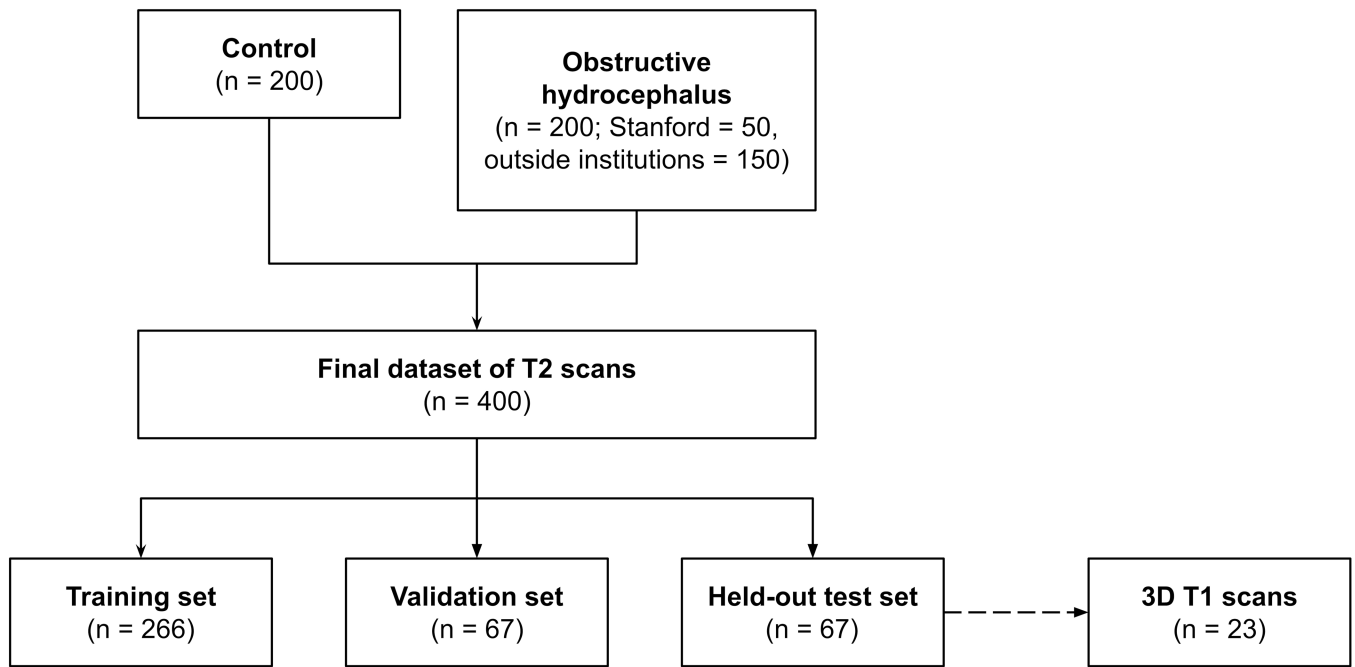 Control
(n = 200)
Obstructive
hydrocephalus
(n = 200; Stanford = 50,
outside institutions = 150)
Final dataset of T2 scans
(n = 400)
Training set
(n = 266)
Validation set
(n = 67)
Held-out test set
(n = 67)
3D T1 scans
(n = 23)